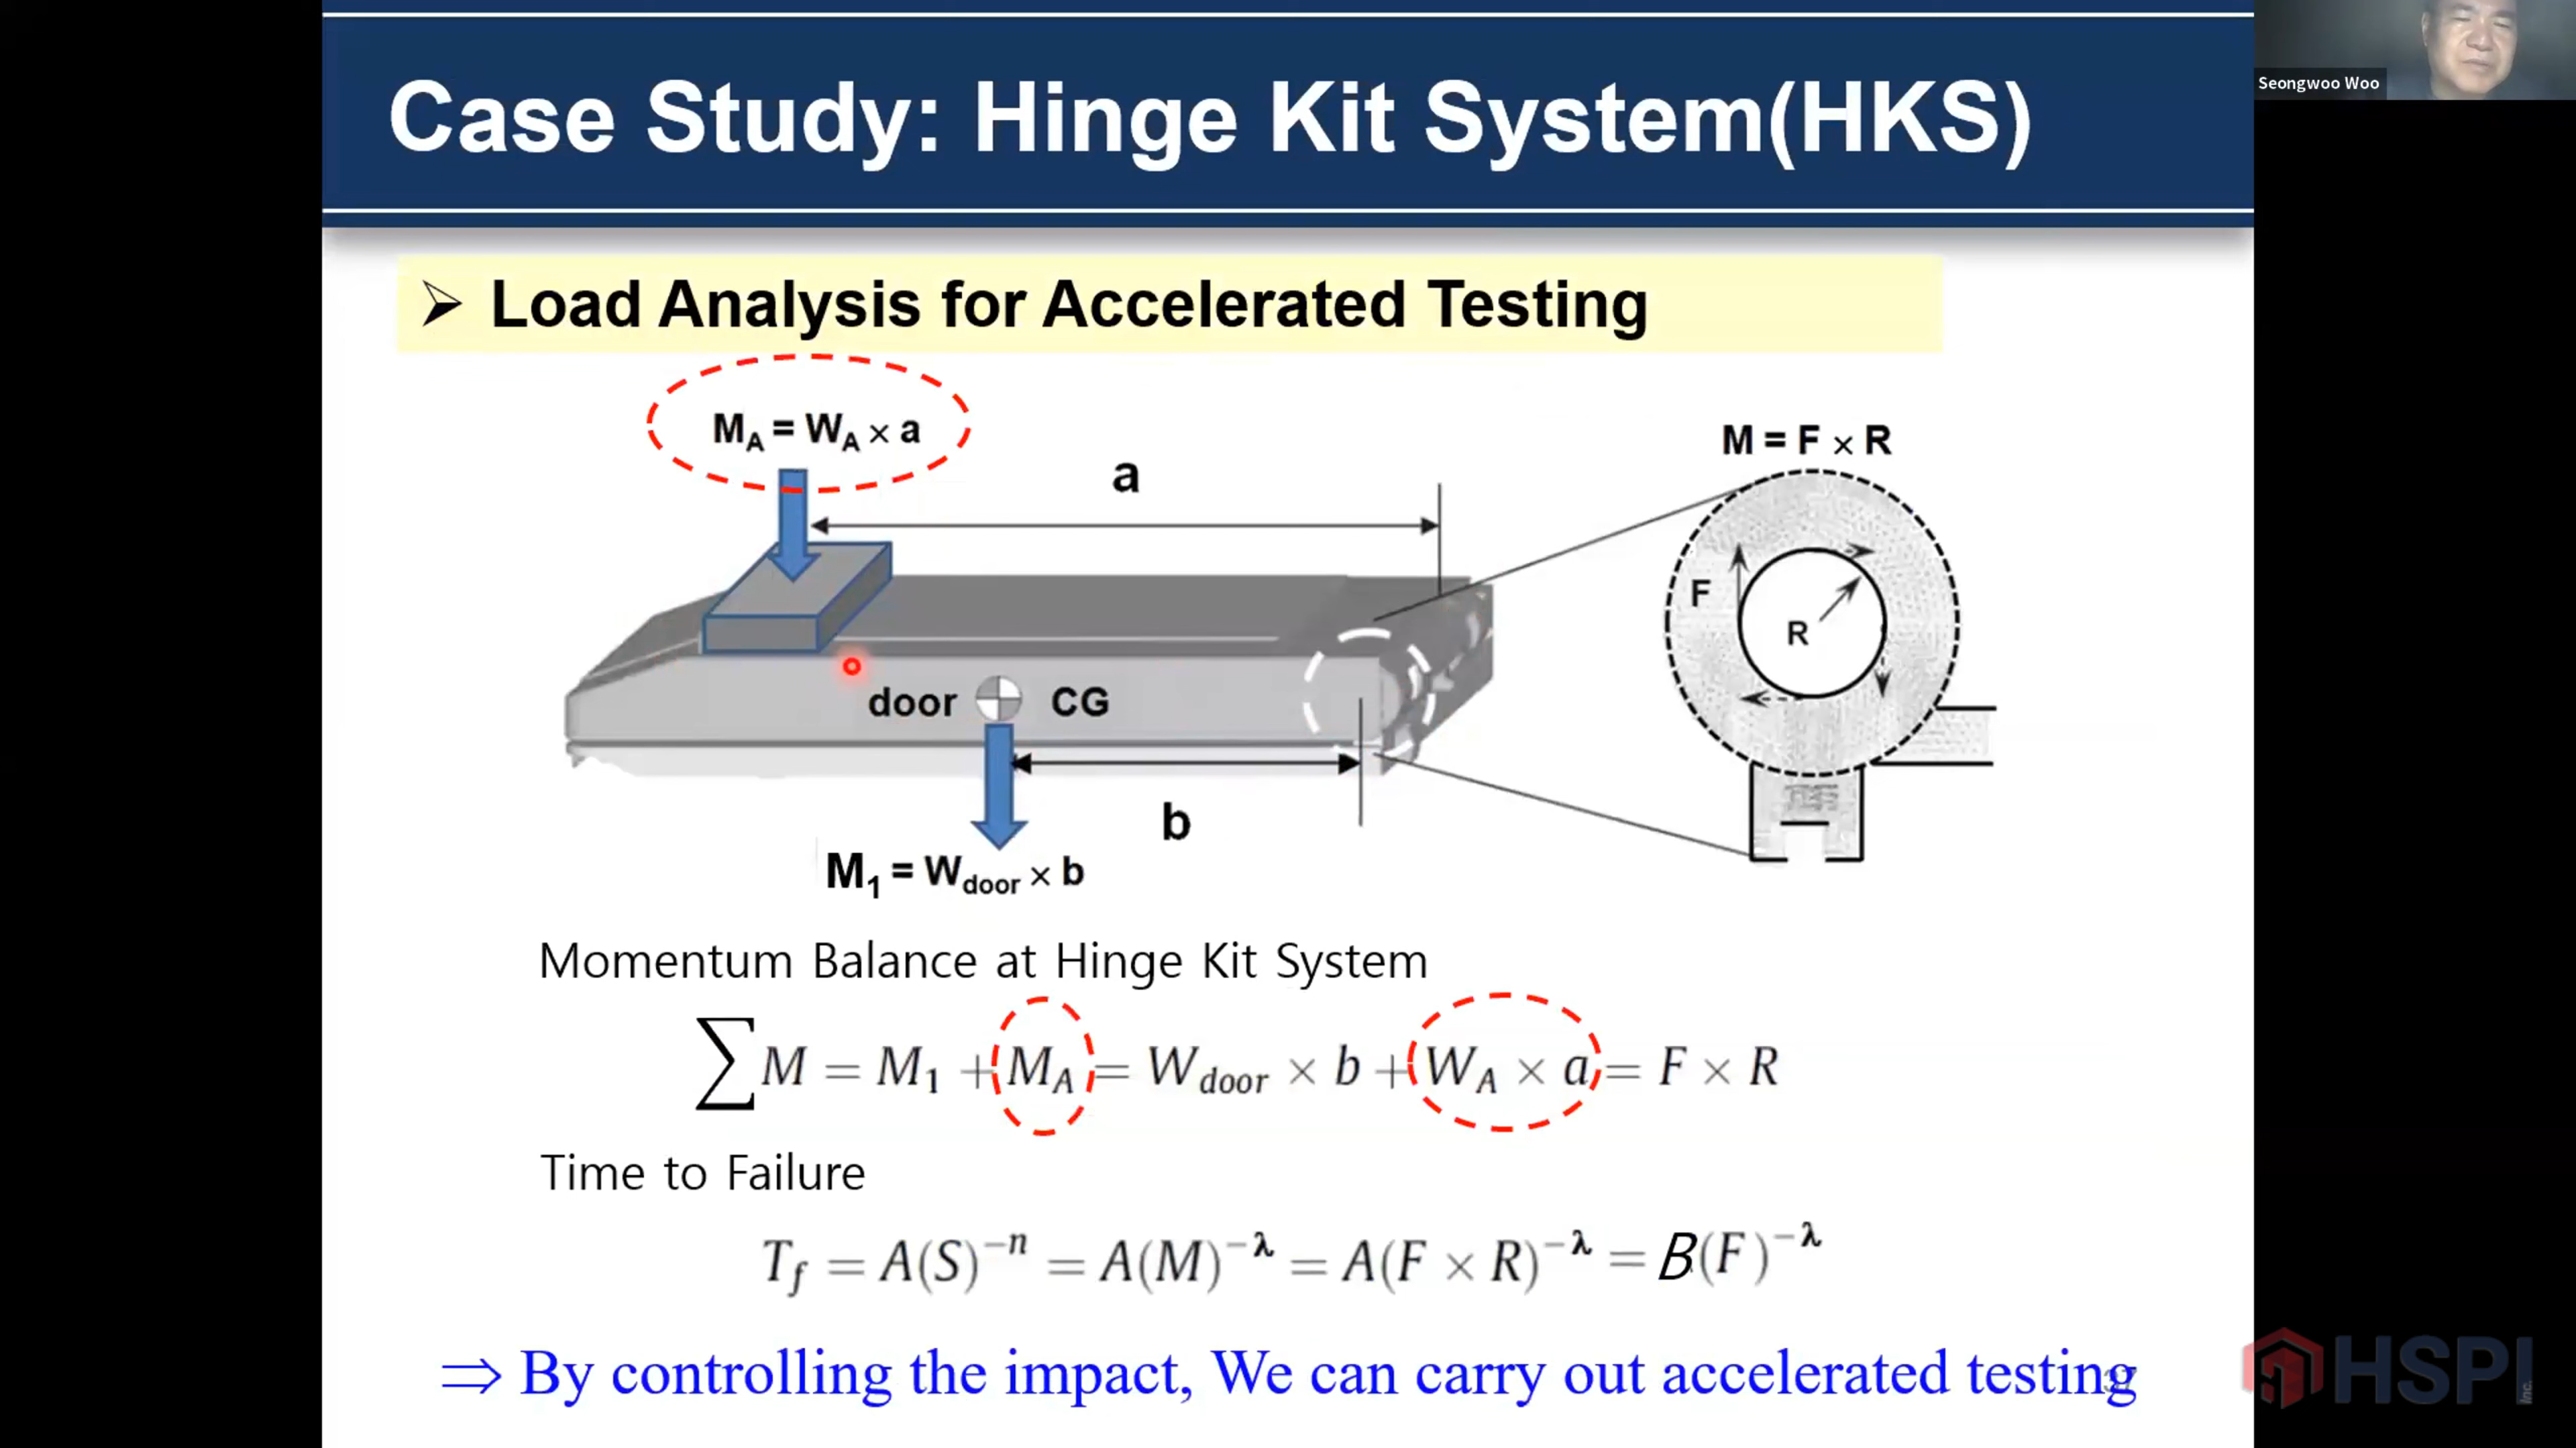 Case Study: Hinge Kit System(HKS)
Seongwoo Woo
➢ Load Analysis for Accelerated Testing
M_A = W_A × a
a
M = F × R
F
R
door CG
b
M_1 = W_door × b
Momentum Balance at Hinge Kit System
∑ M = M_1 + M_A = W_door × b + W_A × a = F × R
Time to Failure
T_f = A(S)^{-n} = A(M)^{-λ} = A(F × R)^{-λ} = B(F)^{-λ}
⇒ By controlling the impact, We can carry out accelerated testing
HSPI Inc.